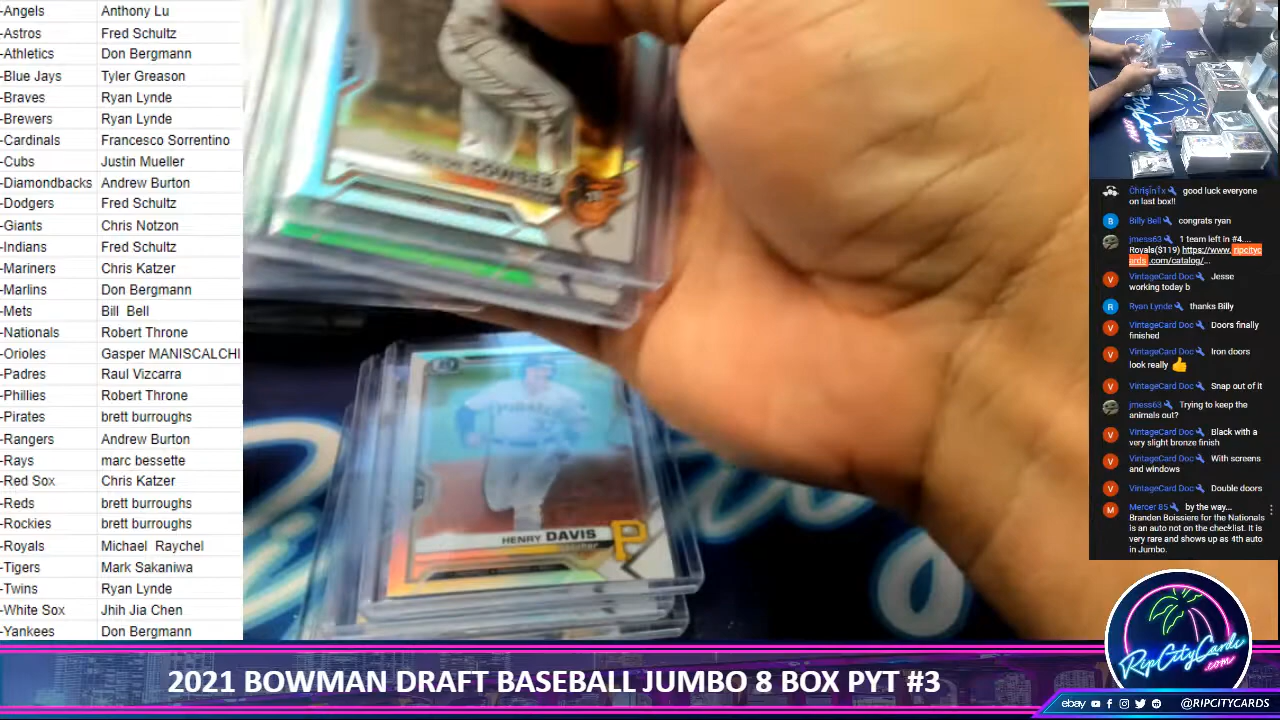 -Angels Anthony Lu
-Astros Fred Schultz
-Athletics Don Bergmann
-Blue Jays Tyler Greason
-Braves Ryan Lynde
-Brewers Ryan Lynde
-Cardinals Francesco Sorrentino
-Cubs Justin Mueller
-Diamondbacks Andrew Burton
-Dodgers Fred Schultz
-Giants Chris Notzon
-Indians Fred Schultz
-Mariners Chris Katzer
-Marlins Don Bergmann
-Mets Bill Bell
-Nationals Robert Throne
-Orioles Gasper MANISCALCHI
-Padres Raul Vizcarra
-Phillies Robert Throne
-Pirates brett burroughs
-Rangers Andrew Burton
-Rays marc bessette
-Red Sox Chris Katzer
-Reds brett burroughs
-Rockies brett burroughs
-Royals Michael Raychel
-Tigers Mark Sakaniwa
-Twins Ryan Lynde
-White Sox Jhih Jia Chen
-Yankees Don Bergmann
COWSER
HENRY DAVIS
P
good luck everyone
on last box!!
Billy Bell congrats ryan
jmess63 1 team left in #4....
Royals($119) https://www.ripcity
cards.com/catalog/...
VintageCard Doc Jesse
working today b
Ryan Lynde thanks Billy
VintageCard Doc Doors finally
finished
VintageCard Doc Iron doors
look really 👍
VintageCard Doc Snap out of it
jmess63 Trying to keep the
animals out?
VintageCard Doc Black with a
very slight bronze finish
VintageCard Doc With screens
and windows
VintageCard Doc Double doors
Mercer 85 by the way...
Branden Boissiere for the Nationals
is an auto not on the checklist. It is
very rare and shows up as 4th auto
in Jumbo.
RipCityCards
.com
2021 BOWMAN DRAFT BASEBALL JUMBO 8 BOX PYT #3
ebay @RIPCITYCARDS